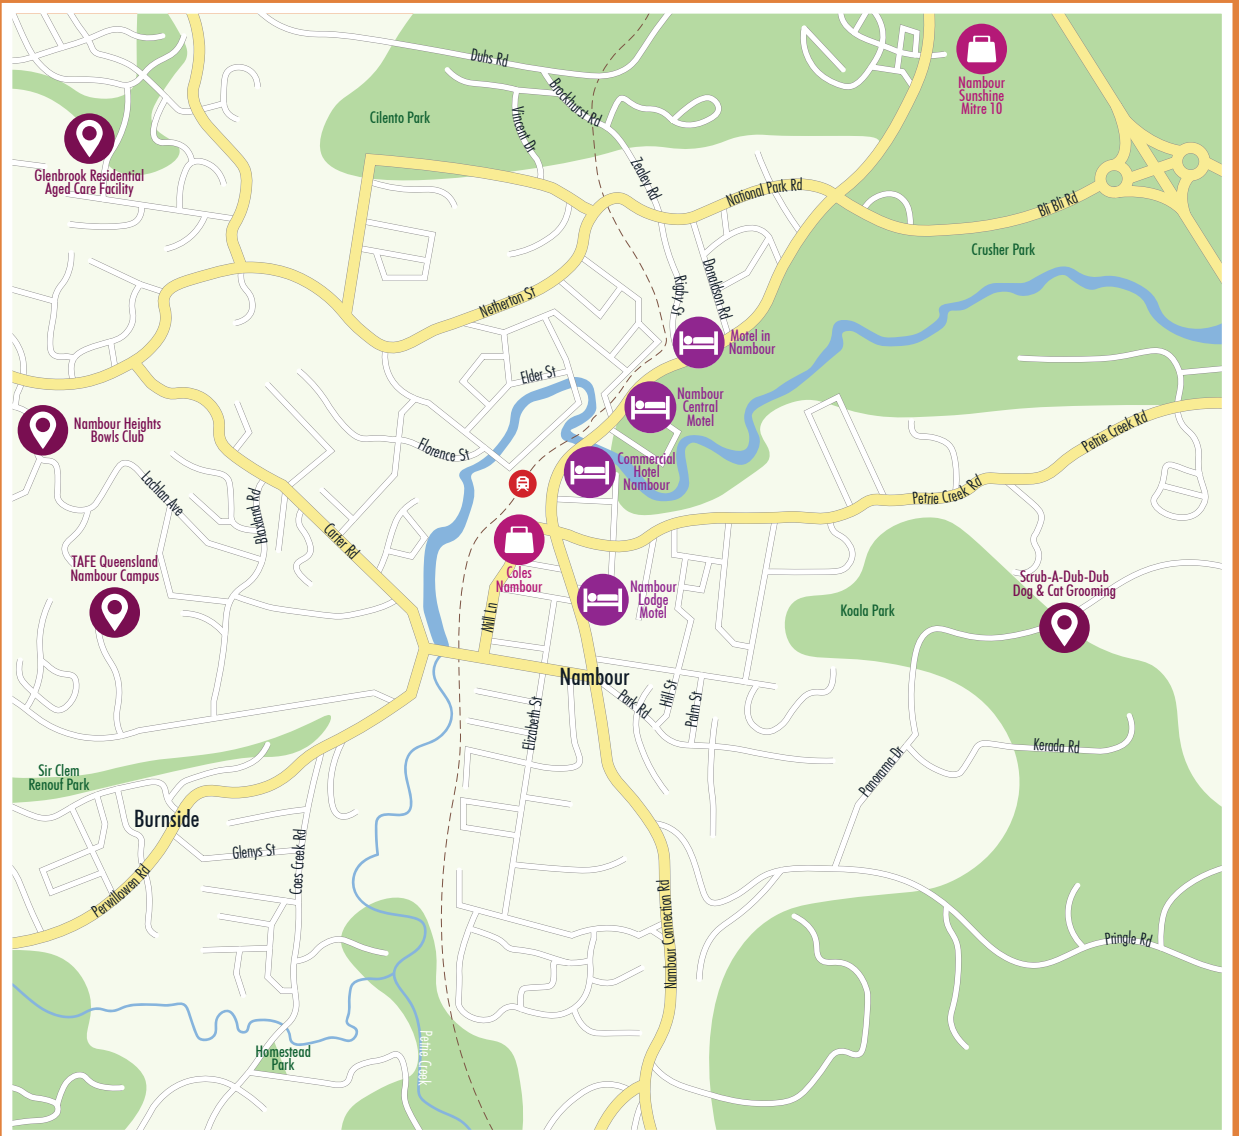 Duhs Rd
Brockhurst Rd
Vincent Dr
Cilento Park
Nambour
Sunshine
Mitre 10
Glenbrook Residential
Aged Care Facility
Zealey Rd
National Park Rd
Bli Bli Rd
Crusher Park
Netherton St
Rigby St
Donaldson Rd
Motel in
Nambour
Elder St
Nambour
Central
Motel
Nambour Heights
Bowls Club
Florence St
Commercial
Hotel
Nambour
Petrie Creek Rd
Petrie Creek Rd
Lachlan Ave
Blaxland Rd
Carter Rd
TAFE Queensland
Nambour Campus
Coles
Nambour
Nambour
Lodge
Motel
Mill Ln
Koala Park
Scrub-A-Dub-Dub
Dog & Cat Grooming
Nambour
Park Rd
Hill St
Palm St
Elizabeth St
Kerada Rd
Panorama Dr
Sir Clem
Renouf Park
Burnside
Glenys St
Coes Creek Rd
Perwillowen Rd
Nambour Connection Rd
Pringle Rd
Homestead
Park
Petrie Creek